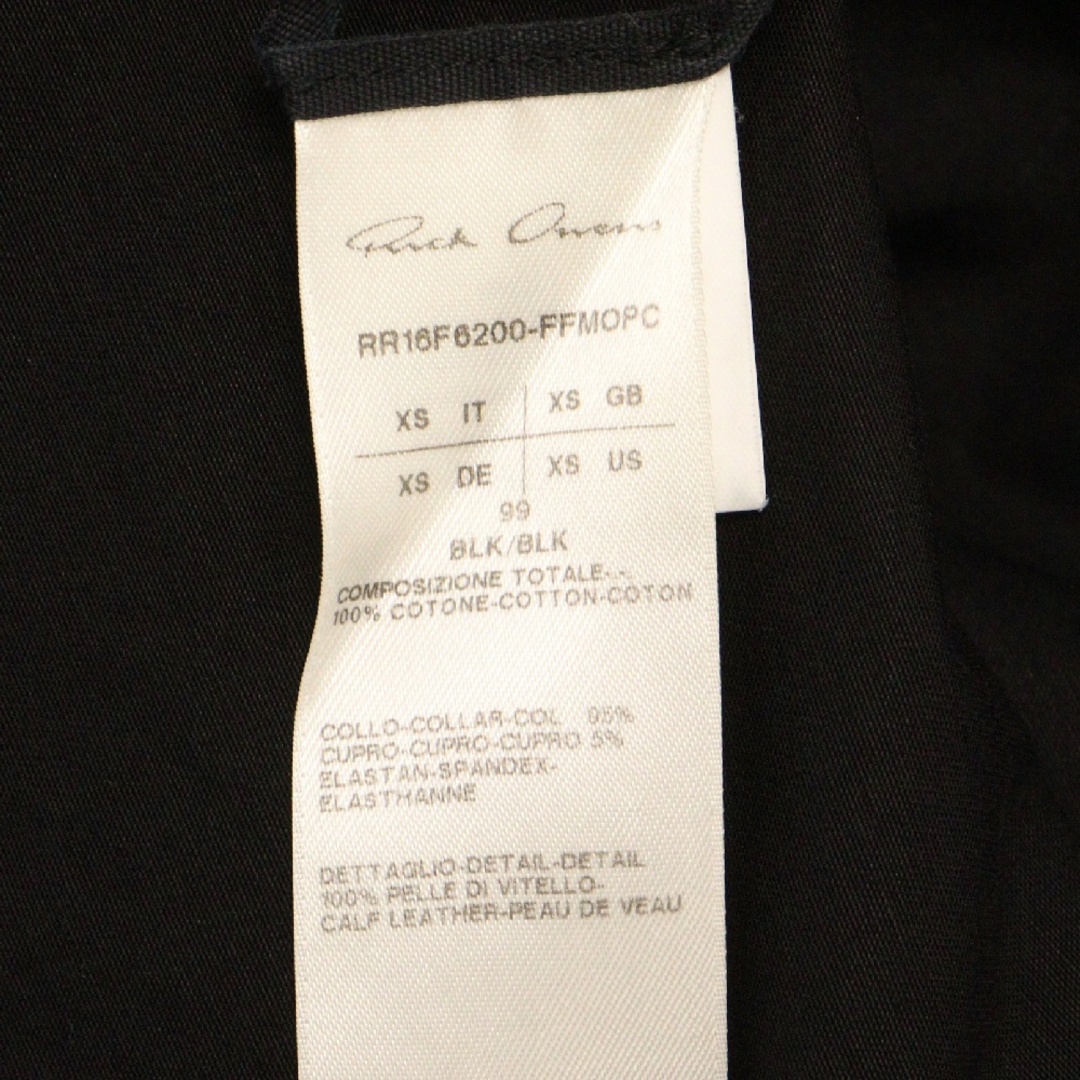 Rick Owens
RR16F6200-FFMOPC
XS IT XS GB
XS DE XS US
99
BLK/BLK
COMPOSIZIONE TOTALE-.-.
100% COTONE-COTTON-COTON
COLLO-COLLAR-COL 95%
CUPRO-CUPRO-CUPRO 5%
ELASTAN-SPANDEX-
ELASTHANNE
DETTAGLIO-DETAIL-DETAIL
100% PELLE DI VITELLO-
CALF LEATHER-PEAU DE VEAU